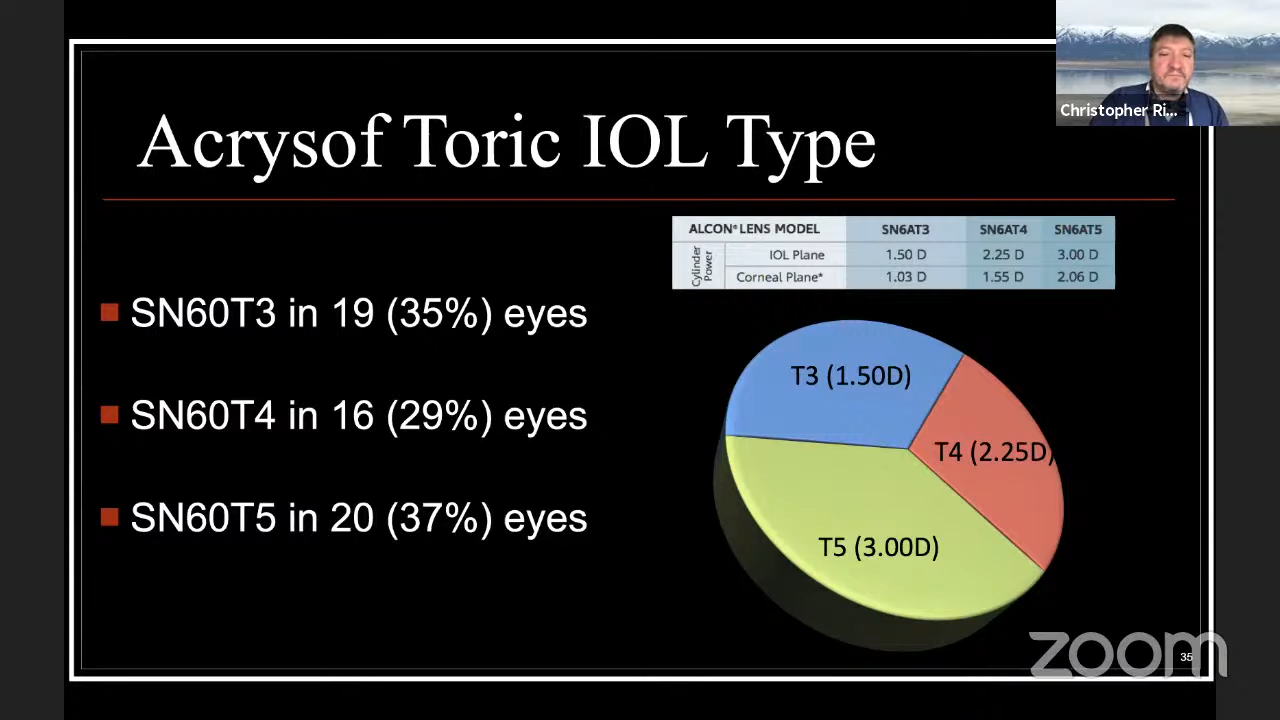 Christopher Ri...
Acrysof Toric IOL Type
ALCON® LENS MODEL SN6AT3 SN6AT4 SN6AT5
Cylinder Power
IOL Plane 1.50 D 2.25 D 3.00 D
Corneal Plane* 1.03 D 1.55 D 2.06 D
SN60T3 in 19 (35%) eyes
SN60T4 in 16 (29%) eyes
SN60T5 in 20 (37%) eyes
T3 (1.50D)
T4 (2.25D)
T5 (3.00D)
zoom
35